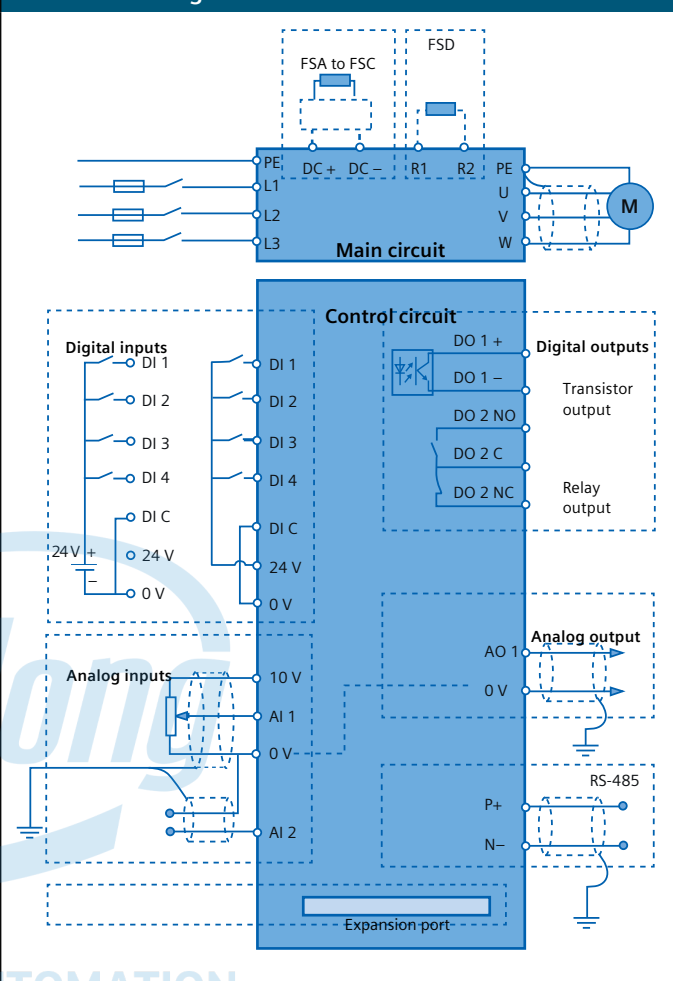 FSD
FSA to FSC
PE
DC + DC − R1 R2 PE
L1
U
L2
V
M
L3
W
Main circuit
Control circuit
Digital inputs
DI 1
DI 2
DI 3
DI 4
DI C
24 V +
−
24 V
0 V
DI 1
DI 2
DI 3
DI 4
DI C
24 V
0 V
DO 1 +
Digital outputs
DO 1 −
Transistor
output
DO 2 NO
DO 2 C
DO 2 NC
Relay
output
Analog inputs
10 V
AI 1
0 V
AI 2
Analog output
AO 1
0 V
RS-485
P+
N−
Expansion port